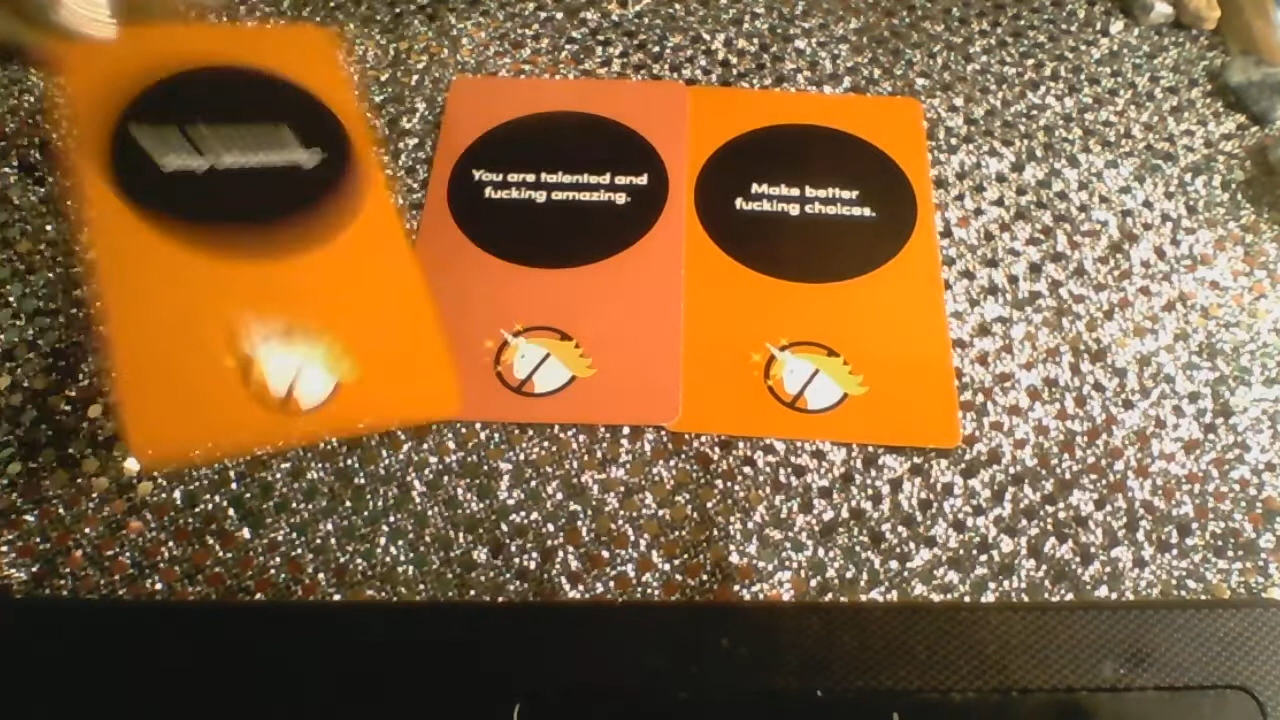 You are talented and
fucking amazing.
Make better
fucking choices.